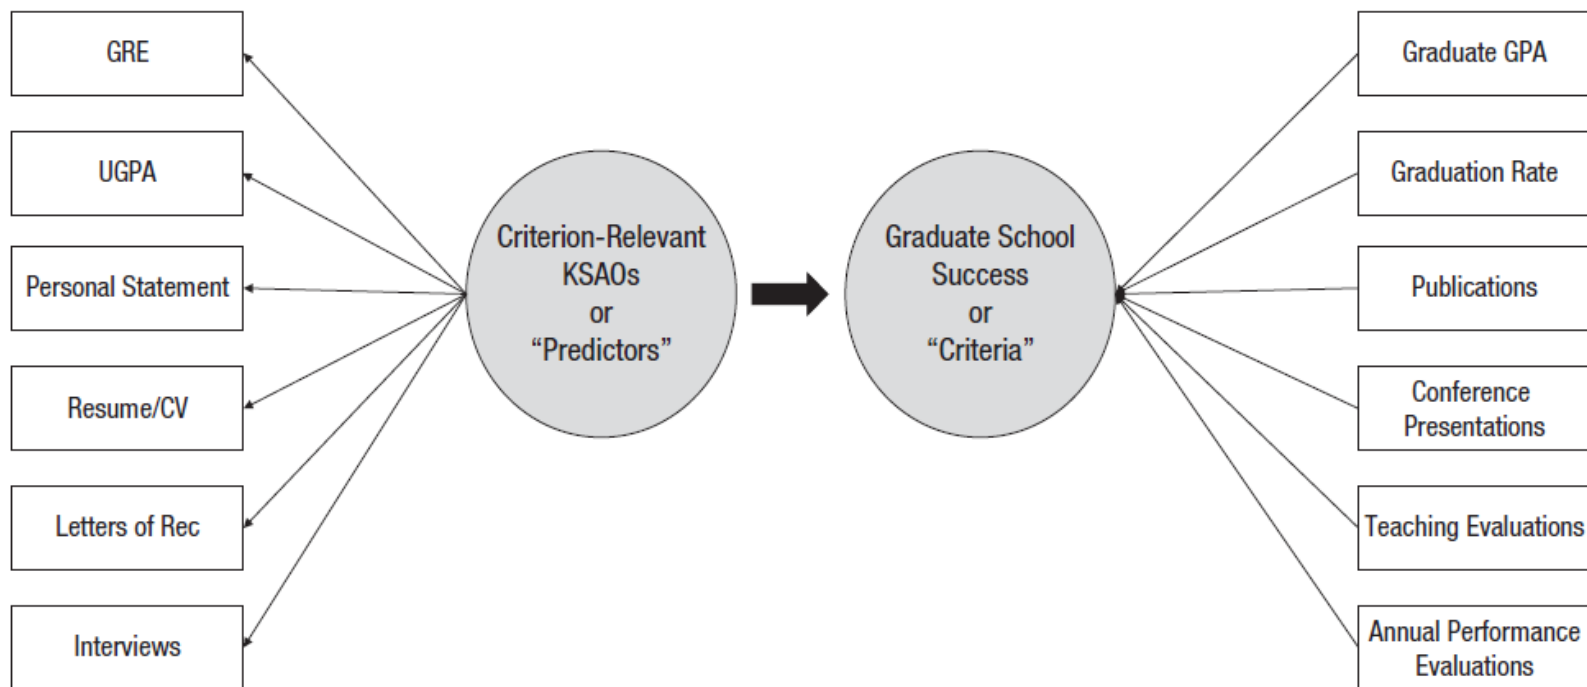 GRE
UGPA
Personal Statement
Resume/CV
Letters of Rec
Interviews
Criterion-Relevant
KSAOs
or
“Predictors”
Graduate School
Success
or
“Criteria”
Graduate GPA
Graduation Rate
Publications
Conference
Presentations
Teaching Evaluations
Annual Performance
Evaluations